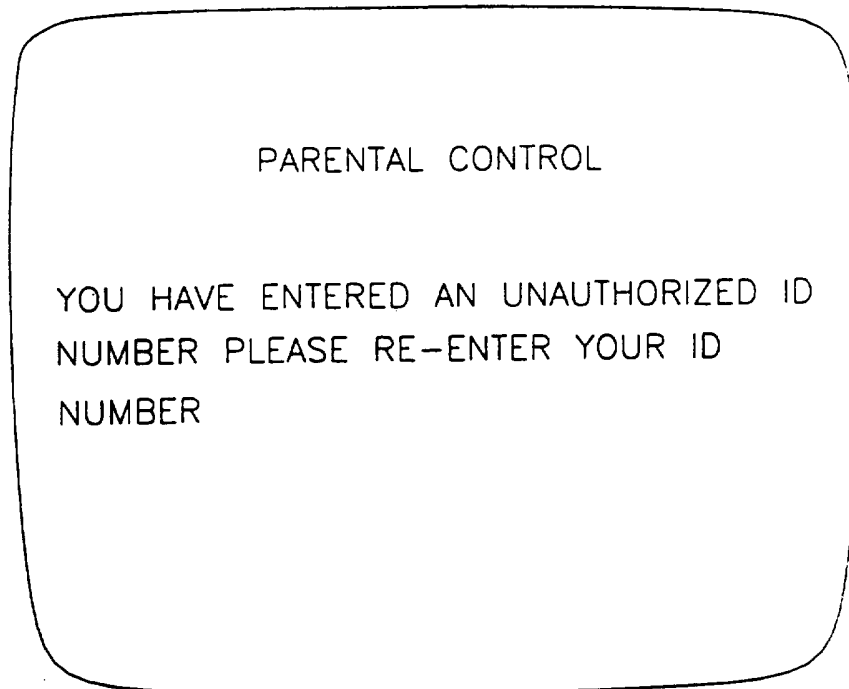 PARENTAL CONTROL
YOU HAVE ENTERED AN UNAUTHORIZED ID
NUMBER PLEASE RE-ENTER YOUR ID
NUMBER